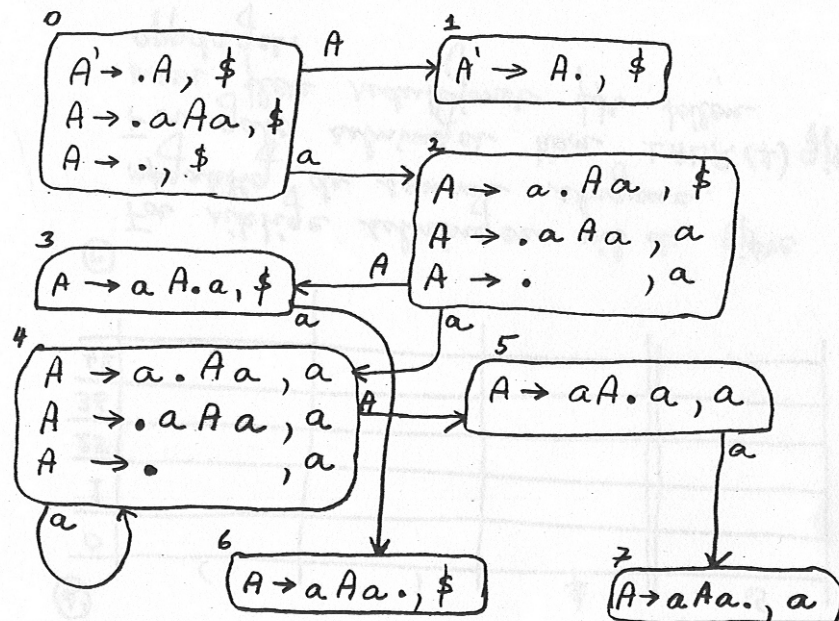 0
A' → .A, $
A → .aAa, $
A → ., $
A
a
1
A' → A., $
2
A → a.Aa, $
A → .aAa, a
A → . , a
A
a
3
A → aA.a, $
a
4
A → a.Aa, a
A → .aAa, a
A → . , a
A
a
5
A → aA.a, a
a
6
A → aAa., $
7
A → aAa., a